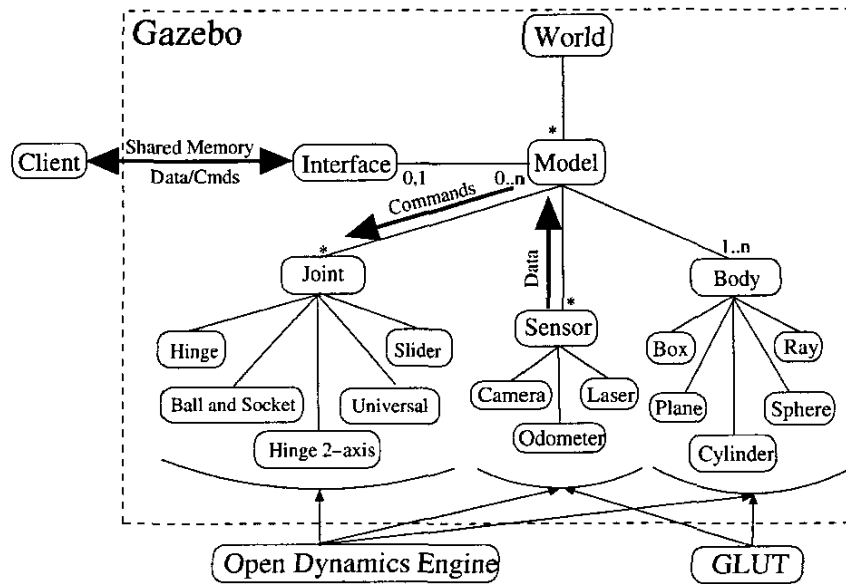 Gazebo
World
*
Client
Shared Memory
Data/Cmds
Interface
0,1
0..n
Model
Commands
*
Joint
Data
*
Sensor
1..n
Body
Hinge
Slider
Ball and Socket
Universal
Hinge 2-axis
Camera
Laser
Odometer
Box
Ray
Plane
Sphere
Cylinder
Open Dynamics Engine
GLUT